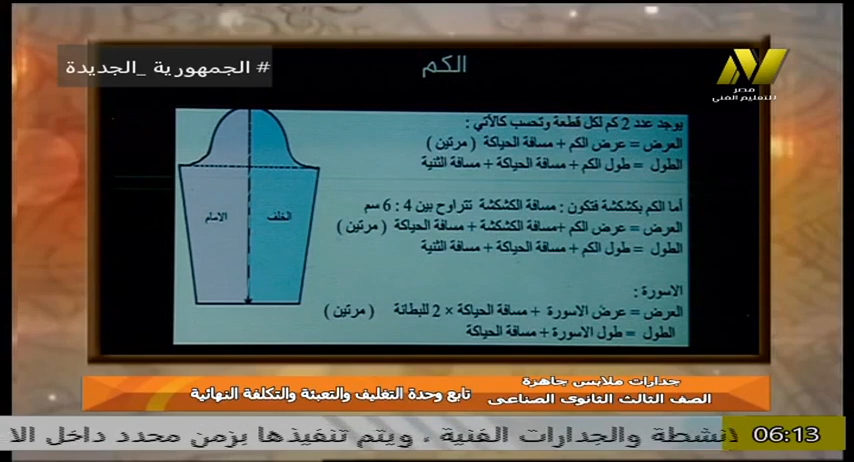 # الجمهورية _الجديدة
الكم
مصر
للتعليم الفني
يوجد عدد 2 كم لكل قطعة وتحسب كالآتي :
العرض = عرض الكم + مسافة الحياكة ( مرتين )
الطول = طول الكم + مسافة الحياكة + مسافة الثنية
أما الكم بكشكشة فتكون : مسافة الكشكشة تتراوح بين 4 : 6 سم
العرض = عرض الكم +مسافة الكشكشة + مسافة الحياكة ( مرتين )
الطول = طول الكم + مسافة الحياكة + مسافة الثنية
الاسورة :
العرض = عرض الاسورة + مسافة الحياكة × 2 للبطانة ( مرتين )
الطول = طول الاسورة + مسافة الحياكة
الخلف
الامام
جدارات ملابس جاهزة
الصف الثالث الثانوى الصناعى
تابع وحدة التغليف والتعبئة والتكلفة النهائية
06:13
لانشطة والجدارات الفنية ، ويتم تنفيذها بزمن محدد داخل الا